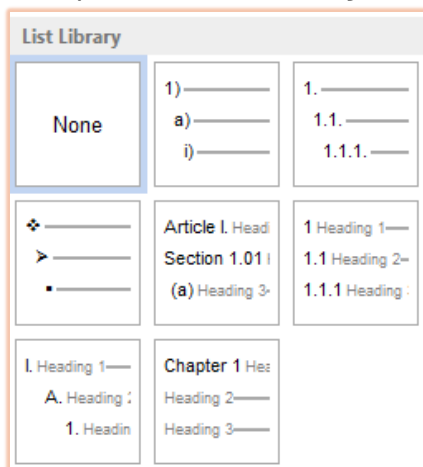 List Library
None
1)
a)
i)
1.
1.1.
1.1.1.
❖
➢
▪
Article I. Headi
Section 1.01
(a) Heading 3
1 Heading 1
1.1 Heading 2
1.1.1 Heading
I. Heading 1
A. Heading
1. Headin
Chapter 1 Hea
Heading 2
Heading 3